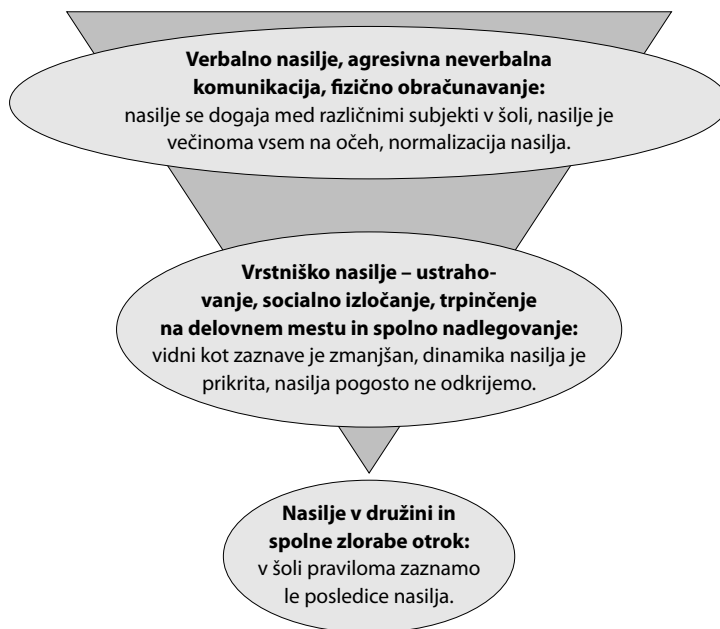 Verbalno nasilje, agresivna neverbalna
komunikacija, fizično obračunavanje:
nasilje se dogaja med različnimi subjekti v šoli, nasilje je
večinoma vsem na očeh, normalizacija nasilja.
Vrstniško nasilje – ustraho-
vanje, socialno izločanje, trpinčenje
na delovnem mestu in spolno nadlegovanje:
vidni kot zaznave je zmanjšan, dinamika nasilja je
prikrita, nasilja pogosto ne odkrijemo.
Nasilje v družini in
spolne zlorabe otrok:
v šoli praviloma zaznamo
le posledice nasilja.